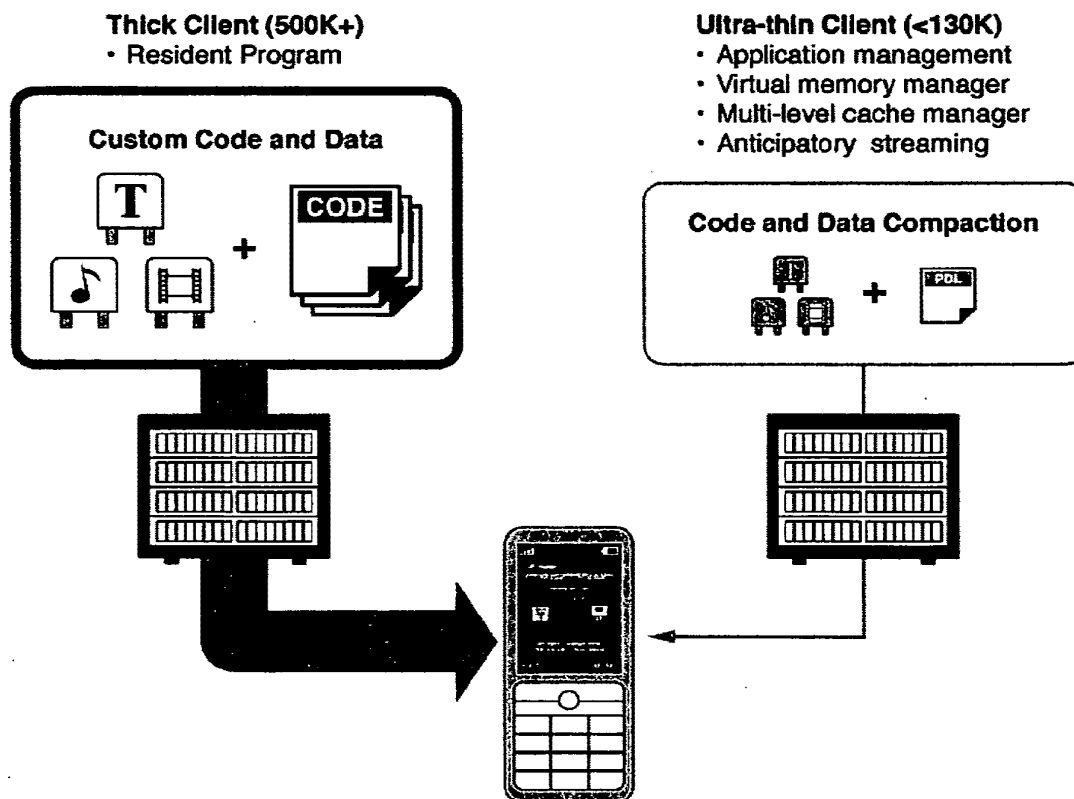 Thick Client (500K+)
• Resident Program
Custom Code and Data
T
+
CODE
Ultra-thin Client (<130K)
• Application management
• Virtual memory manager
• Multi-level cache manager
• Anticipatory streaming
Code and Data Compaction
+
PDL